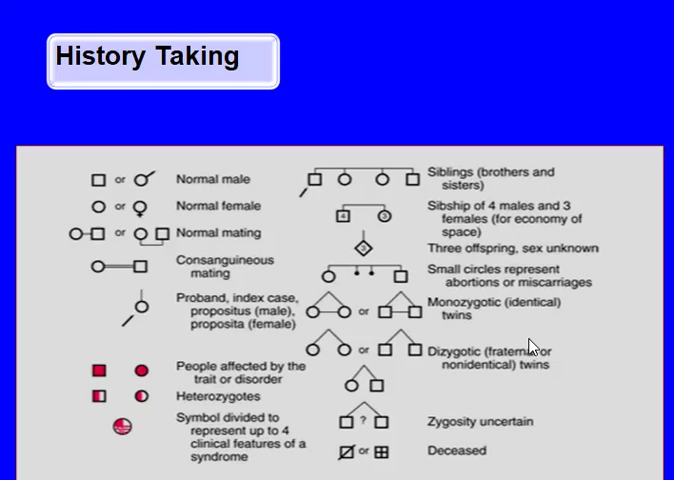 History Taking
or
Normal male
or
Normal female
or
Normal mating
Consanguineous
mating
Proband, index case,
propositus (male),
proposita (female)
People affected by the
trait or disorder
Heterozygotes
Symbol divided to
represent up to 4
clinical features of a
syndrome
Siblings (brothers and
sisters)
4 3
Sibship of 4 males and 3
females (for economy of
space)
3
Three offspring, sex unknown
Small circles represent
abortions or miscarriages
or
Monozygotic (identical)
twins
or
Dizygotic (fraternal or
nonidentical) twins
?
Zygosity uncertain
or
Deceased